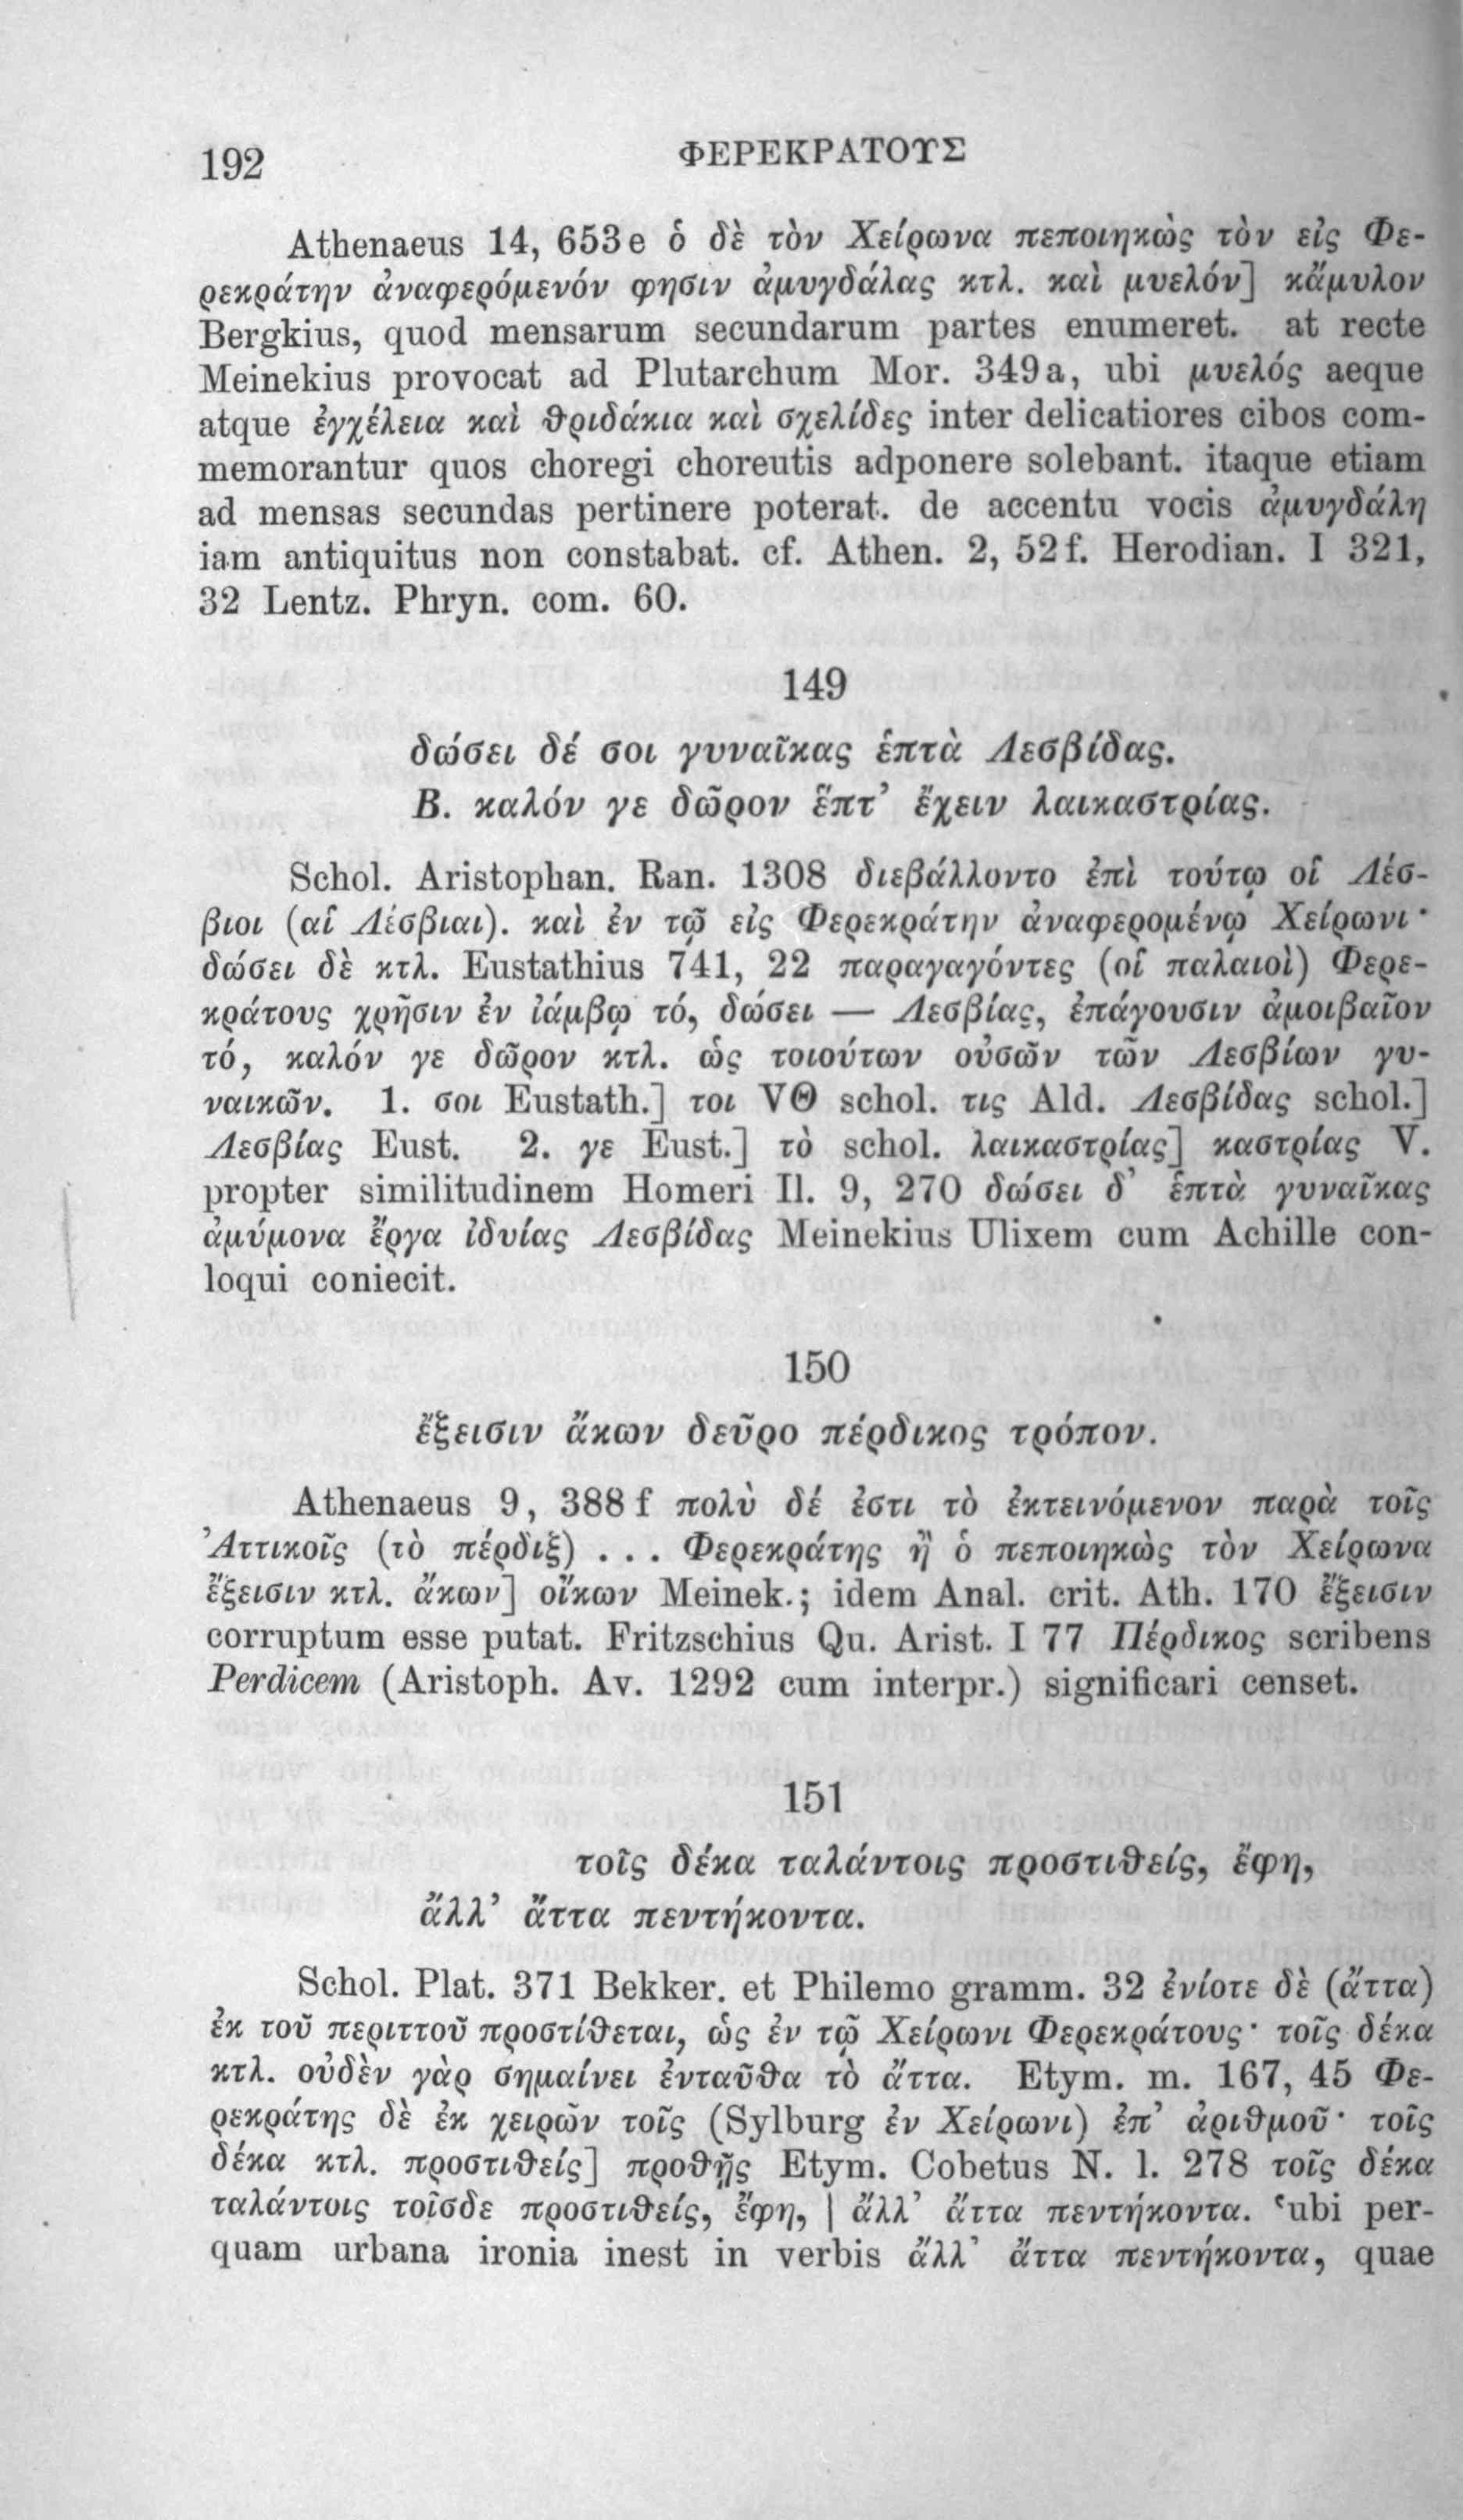 192
ΦΕΡΕΚΡΑΤΟΥΣ
Athenaeus 14, 653e ὁ δὲ τὸν Χείρωνα πεποιηκὼς τὸν εἰς Φε-
ρεκράτην ἀναφερόμενόν φησιν ἀμυγδάλας κτλ. καὶ μυελόν] κἄμυλον
Bergkius, quod mensarum secundarum partes enumeret. at recte
Meinekius provocat ad Plutarchum Mor. 349a, ubi μυελός aeque
atque ἐγχέλεια καὶ θριδάκια καὶ σχελίδες inter delicatiores cibos com-
memorantur quos choregi choreutis adponere solebant. itaque etiam
ad mensas secundas pertinere poterat. de accentu vocis ἀμυγδάλη
iam antiquitus non constabat. cf. Athen. 2, 52f. Herodian. I 321,
32 Lentz. Phryn. com. 60.
149
δώσει δέ σοι γυναῖκας ἑπτὰ Λεσβίδας.
Β. καλόν γε δῶρον ἕπτ᾽ ἔχειν λαικαστρίας.
Schol. Aristophan. Ran. 1308 διεβάλλοντο ἐπὶ τούτῳ οἱ Λέσ-
βιοι (αἱ Λέσβιαι). καὶ ἐν τῷ εἰς Φερεκράτην ἀναφερομένῳ Χείρωνι·
δώσει δὲ κτλ. Eustathius 741, 22 παραγαγόντες (οἱ παλαιοὶ) Φερε-
κράτους χρῆσιν ἐν ἰάμβῳ τό, δώσει — Λεσβίας, ἐπάγουσιν ἀμοιβαῖον
τό, καλόν γε δῶρον κτλ. ὡς τοιούτων οὐσῶν τῶν Λεσβίων γυ-
ναικῶν. 1. σοι Eustath.] τοι VΘ schol. τις Ald. Λεσβίδας schol.]
Λεσβίας Eust. 2. γε Eust.] τὸ schol. λαικαστρίας] καστρίας V.
propter similitudinem Homeri Il. 9, 270 δώσει δ᾽ ἑπτὰ γυναῖκας
ἀμύμονα ἔργα ἰδυίας Λεσβίδας Meinekius Ulixem cum Achille con-
loqui coniecit.
150
ἔξεισιν ἄκων δεῦρο πέρδικος τρόπον.
Athenaeus 9, 388f πολὺ δέ ἐστι τὸ ἐκτεινόμενον παρὰ τοῖς
Ἀττικοῖς (τὸ πέρδιξ) . . . Φερεκράτης ἢ ὁ πεποιηκὼς τὸν Χείρωνα
ἔξεισιν κτλ. ἄκων] οἴκων Meinek.; idem Anal. crit. Ath. 170 ἔξεισιν
corruptum esse putat. Fritzschius Qu. Arist. I 77 Πέρδικος scribens
Perdicem (Aristoph. Av. 1292 cum interpr.) significari censet.
151
τοῖς δέκα ταλάντοις προστιθείς, ἔφη,
ἄλλ᾽ ἄττα πεντήκοντα.
Schol. Plat. 371 Bekker. et Philemo gramm. 32 ἐνίοτε δὲ (ἄττα)
ἐκ τοῦ περιττοῦ προστίθεται, ὡς ἐν τῷ Χείρωνι Φερεκράτους· τοῖς δέκα
κτλ. οὐδὲν γὰρ σημαίνει ἐνταῦθα τὸ ἄττα. Etym. m. 167, 45 Φε-
ρεκράτης δὲ ἐκ χειρῶν τοῖς (Sylburg ἐν Χείρωνι) ἐπ᾽ ἀριθμοῦ· τοῖς
δέκα κτλ. προστιθείς] προθῇς Etym. Cobetus N. l. 278 τοῖς δέκα
ταλάντοις τοῖσδε προστιθείς, ἔφη, | ἄλλ᾽ ἄττα πεντήκοντα. ‘ubi per-
quam urbana ironia inest in verbis ἄλλ᾽ ἄττα πεντήκοντα, quae